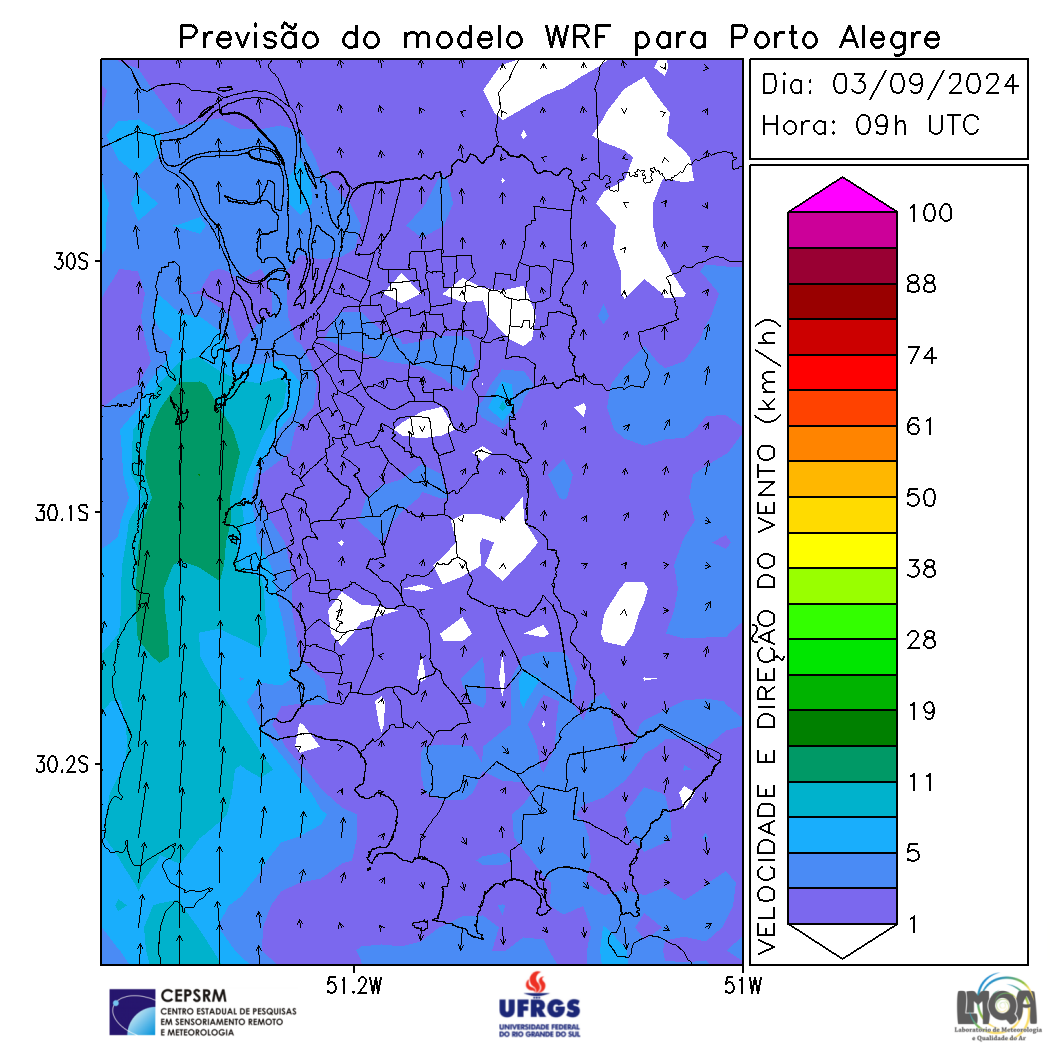 Previsão do modelo WRF para Porto Alegre
Dia: 03/09/2024
Hora: 09h UTC
30S
30.1S
30.2S
51.2W
51W
VELOCIDADE E DIREÇÃO DO VENTO (km/h)
100
88
74
61
50
38
28
19
11
5
1
CEPSRM
CENTRO ESTADUAL DE PESQUISAS
EM SENSORIAMENTO REMOTO
E METEOROLOGIA
UFRGS
UNIVERSIDADE FEDERAL
DO RIO GRANDE DO SUL
LMQA
Laboratório de Meteorologia
e Qualidade do Ar